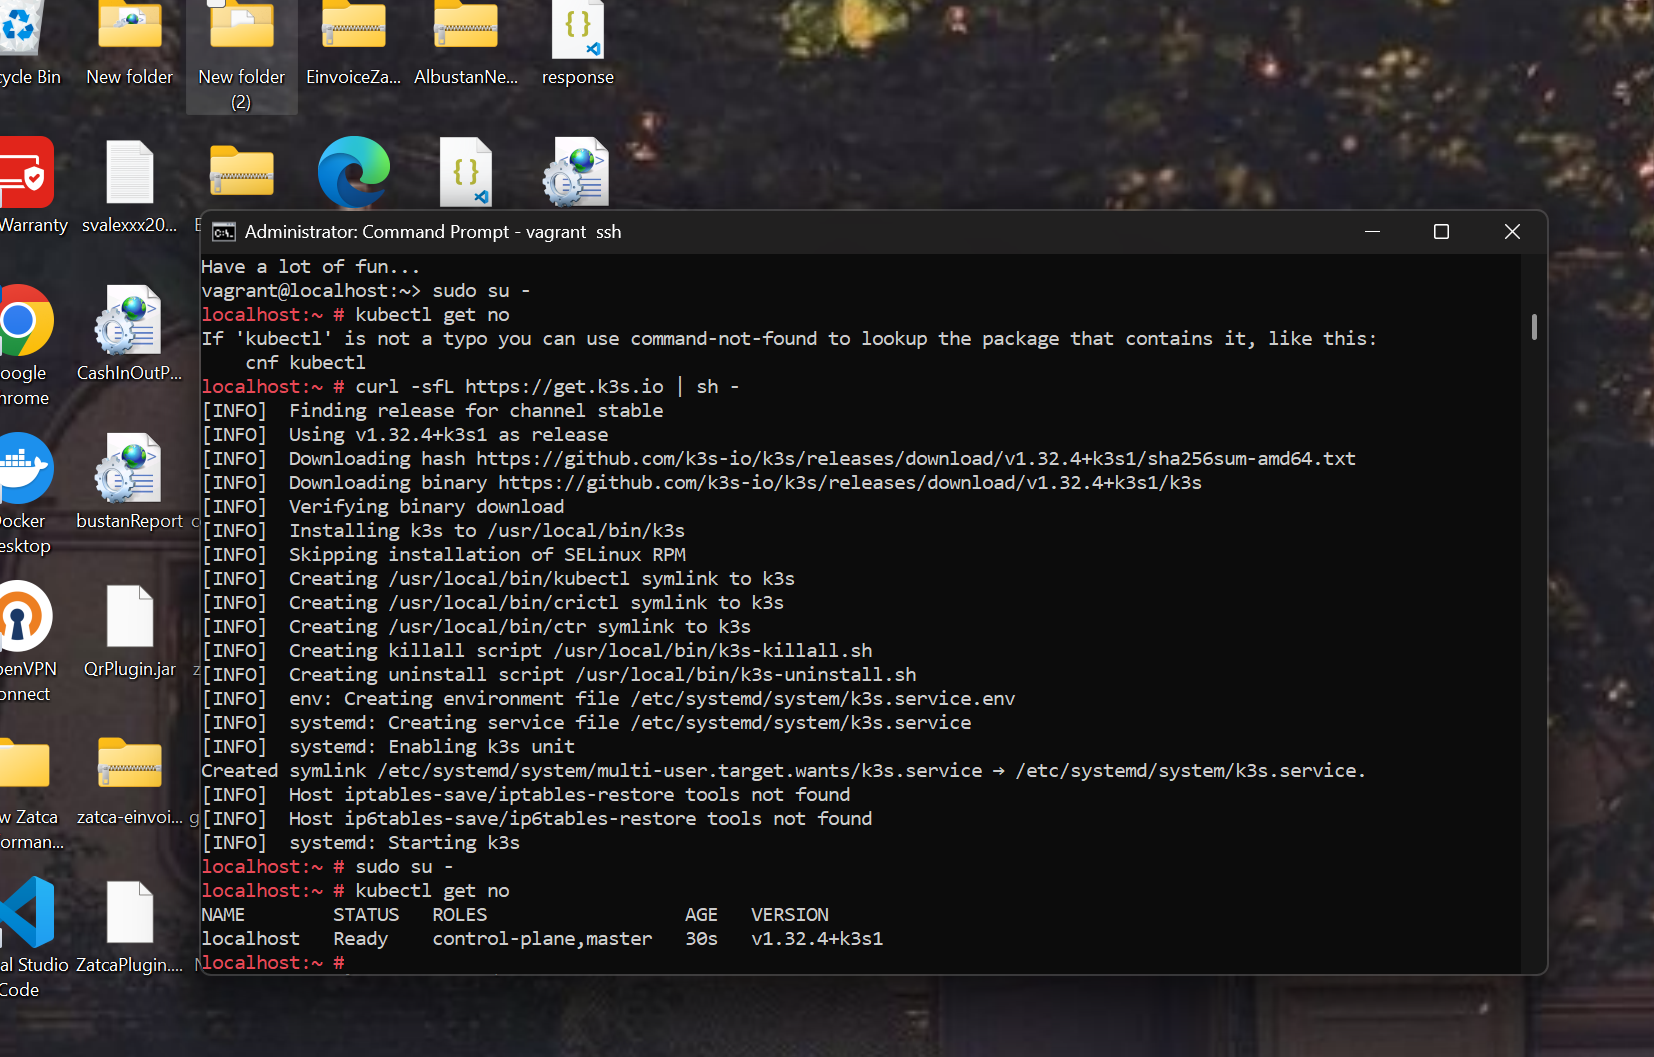 cycle Bin
New folder
New folder
(2)
EinvoiceZa...
AlbustanNe...
response
Warranty
svalexxx20...
Administrator: Command Prompt - vagrant  ssh
Have a lot of fun...
vagrant@localhost:~> sudo su -
localhost:~ # kubectl get no
If 'kubectl' is not a typo you can use command-not-found to lookup the package that contains it, like this:
    cnf kubectl
localhost:~ # curl -sfL https://get.k3s.io | sh -
[INFO]  Finding release for channel stable
[INFO]  Using v1.32.4+k3s1 as release
[INFO]  Downloading hash https://github.com/k3s-io/k3s/releases/download/v1.32.4+k3s1/sha256sum-amd64.txt
[INFO]  Downloading binary https://github.com/k3s-io/k3s/releases/download/v1.32.4+k3s1/k3s
[INFO]  Verifying binary download
[INFO]  Installing k3s to /usr/local/bin/k3s
[INFO]  Skipping installation of SELinux RPM
[INFO]  Creating /usr/local/bin/kubectl symlink to k3s
[INFO]  Creating /usr/local/bin/crictl symlink to k3s
[INFO]  Creating /usr/local/bin/ctr symlink to k3s
[INFO]  Creating killall script /usr/local/bin/k3s-killall.sh
[INFO]  Creating uninstall script /usr/local/bin/k3s-uninstall.sh
[INFO]  env: Creating environment file /etc/systemd/system/k3s.service.env
[INFO]  systemd: Creating service file /etc/systemd/system/k3s.service
[INFO]  systemd: Enabling k3s unit
Created symlink /etc/systemd/system/multi-user.target.wants/k3s.service → /etc/systemd/system/k3s.service.
[INFO]  Host iptables-save/iptables-restore tools not found
[INFO]  Host ip6tables-save/ip6tables-restore tools not found
[INFO]  systemd: Starting k3s
localhost:~ # sudo su -
localhost:~ # kubectl get no
NAME        STATUS   ROLES                  AGE   VERSION
localhost   Ready    control-plane,master   30s   v1.32.4+k3s1
localhost:~ #
oogle
hrome
CashInOutP...
Docker
esktop
bustanReport
penVPN
onnect
QrPlugin.jar
w Zatca
orman...
zatca-einvoi...
al Studio
Code
ZatcaPlugin....